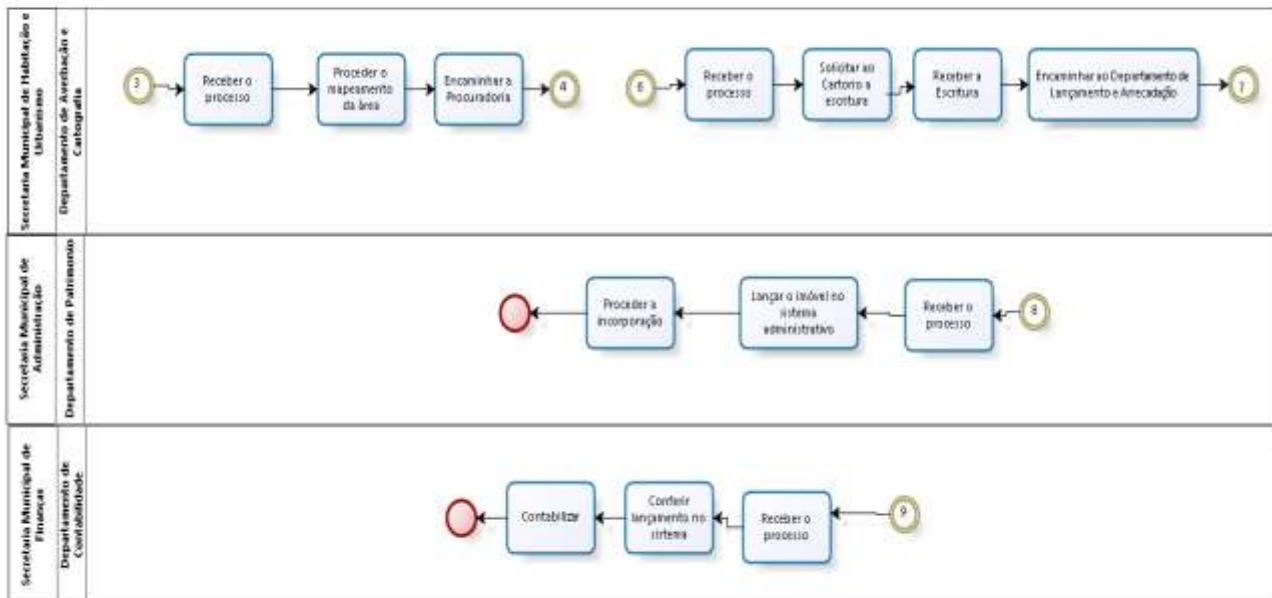 Secretaria Municipal de Habitação e
Urbanismo
Departamento de Averbação e
Cartografia
3
Receber o
processo
Proceder o
mapeamento
da área
Encaminhar a
Procuradoria
4
6
Receber o
processo
Solicitar ao
Cartorio a
escritura
Receber a
Escritura
Encaminhar ao Departamento de
Lançamento e Arrecadação
7
Secretaria Municipal de
Administração
Departamento de Patrimonio
Proceder a
incorporação
Lançar o imóvel no
sistema
administrativo
Receber o
processo
8
Secretaria Municipal de
Finanças
Departamento de
Contabilidade
Contabilizar
Conferir
lançamento no
sistema
Receber o
processo
9